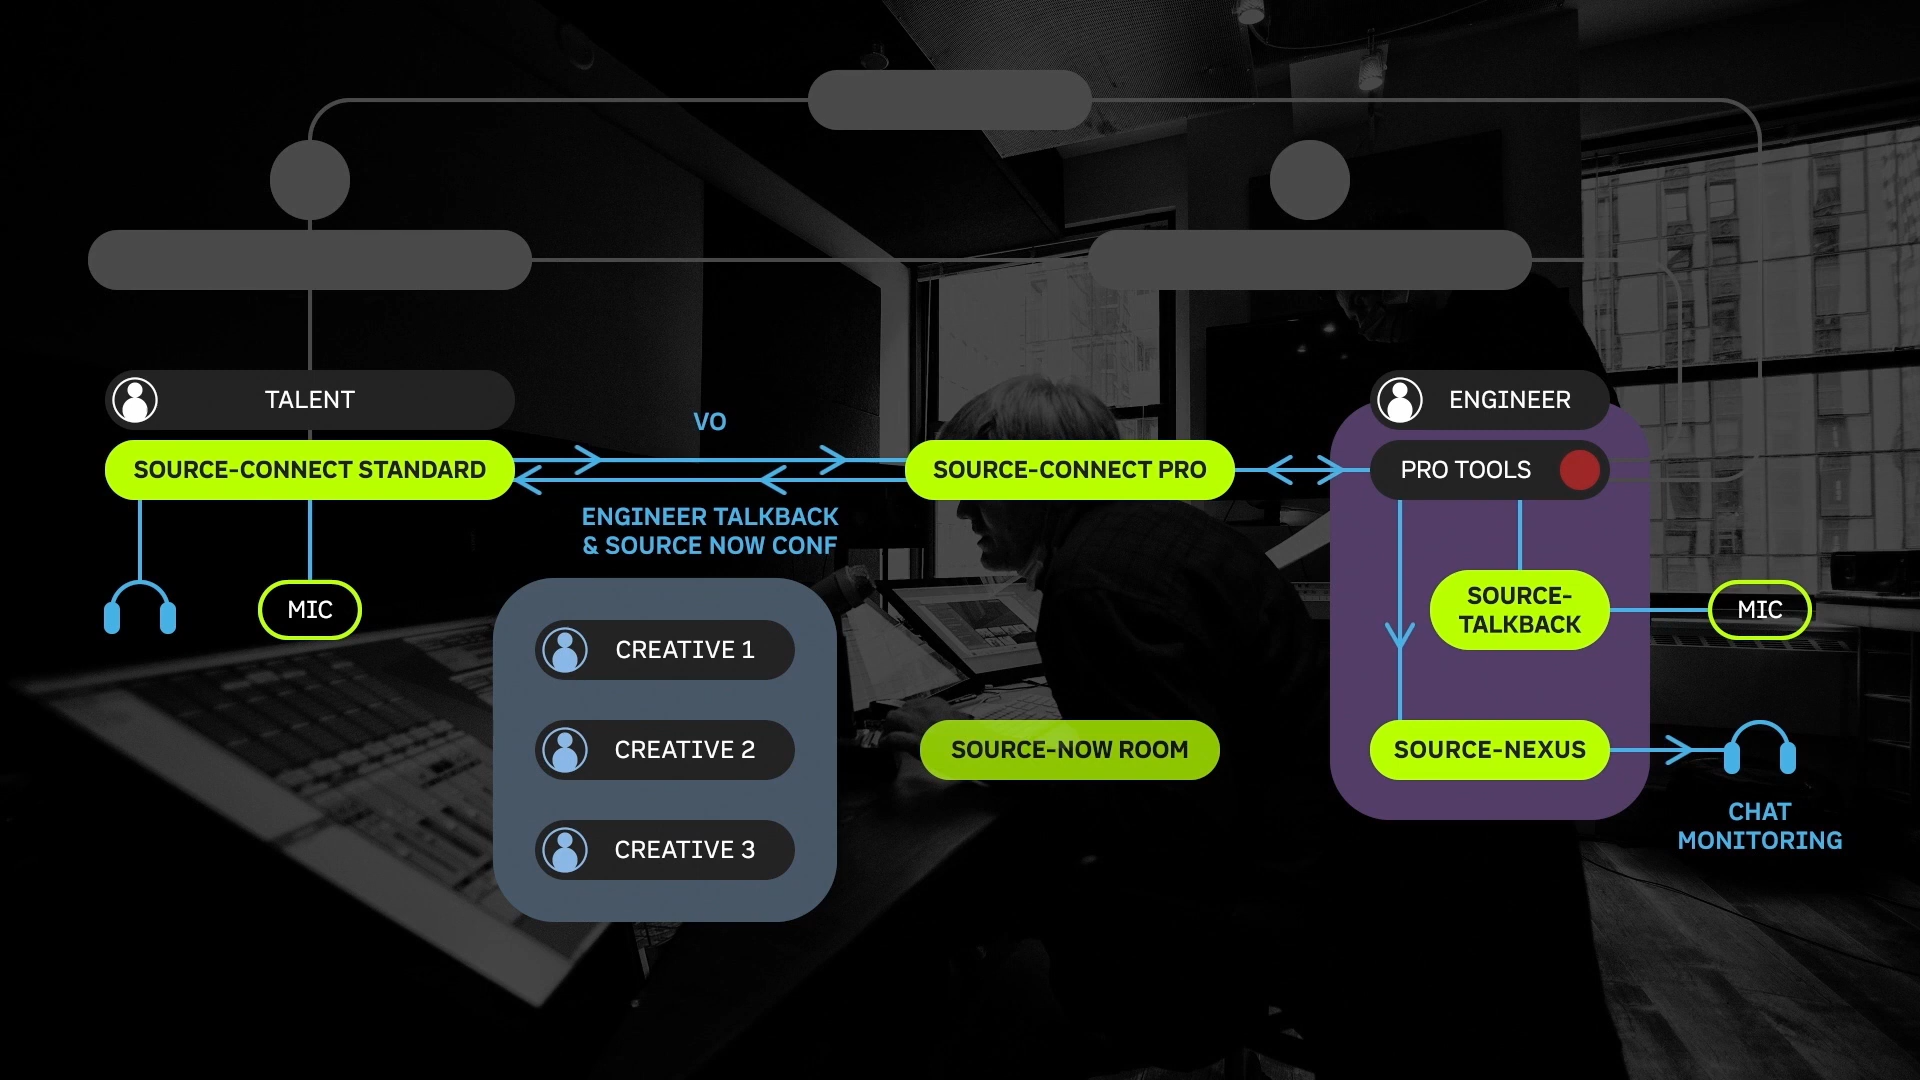 TALENT
ENGINEER
VO
SOURCE-CONNECT STANDARD
SOURCE-CONNECT PRO
PRO TOOLS
ENGINEER TALKBACK
& SOURCE NOW CONF
MIC
SOURCE-
TALKBACK
MIC
CREATIVE 1
CREATIVE 2
CREATIVE 3
SOURCE-NOW ROOM
SOURCE-NEXUS
CHAT
MONITORING